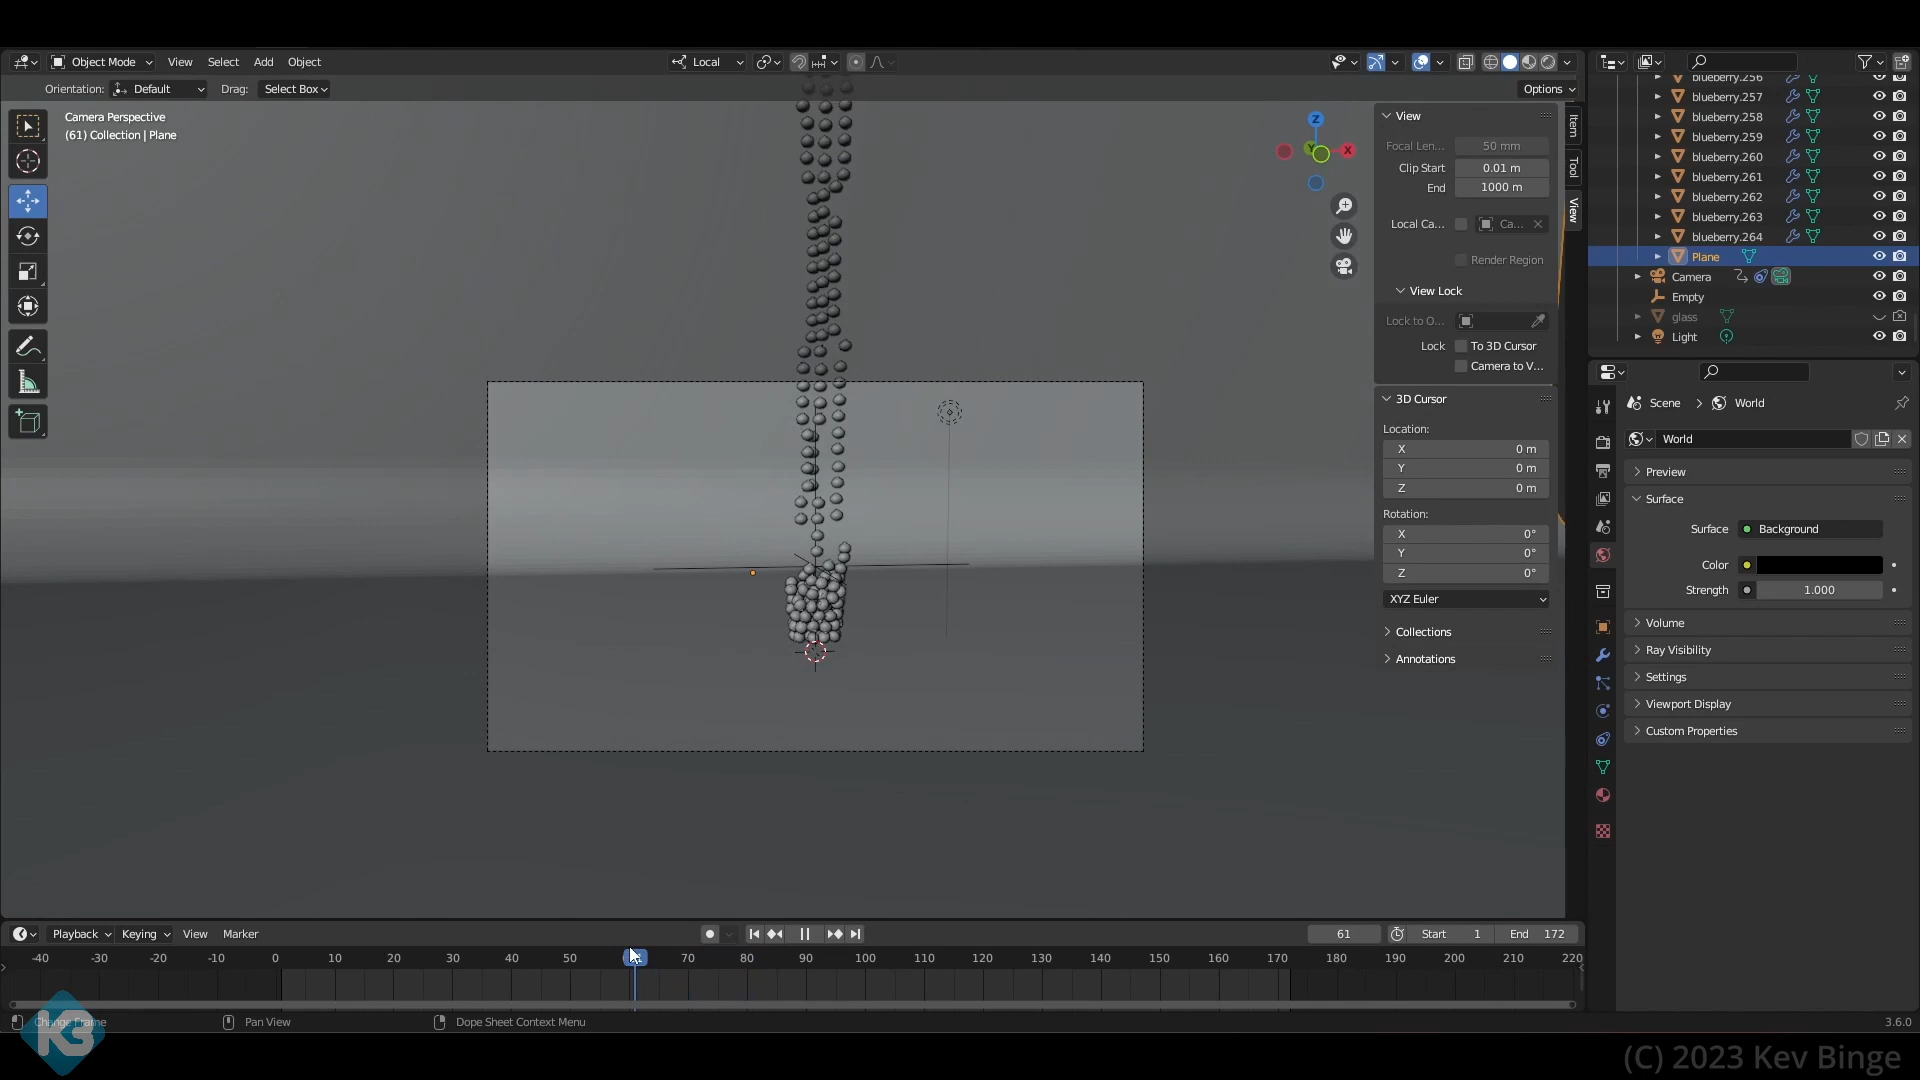 Object Mode View Select Add Object Local
Orientation: Default Drag: Select Box Options
Camera Perspective
(61) Collection | Plane
Z
Y
X
View
Focal Len... 50 mm
Clip Start 0.01 m
End 1000 m
Local Ca... Ca...
Render Region
View Lock
Lock to O...
Lock To 3D Cursor
Camera to V...
3D Cursor
Location:
X 0 m
Y 0 m
Z 0 m
Rotation:
X 0°
Y 0°
Z 0°
XYZ Euler
Collections
Annotations
Item
Tool
View
blueberry.256
blueberry.257
blueberry.258
blueberry.259
blueberry.260
blueberry.261
blueberry.262
blueberry.263
blueberry.264
Plane
Camera
Empty
glass
Light
Scene > World
World
Preview
Surface
Surface Background
Color
Strength 1.000
Volume
Ray Visibility
Settings
Viewport Display
Custom Properties
Playback Keying View Marker 61 Start 1 End 172
-40 -30 -20 -10 0 10 20 30 40 50 70 80 90 100 110 120 130 140 150 160 170 180 190 200 210 220
Change Frame Pan View Dope Sheet Context Menu 3.6.0
K3
(C) 2023 Kev Binge